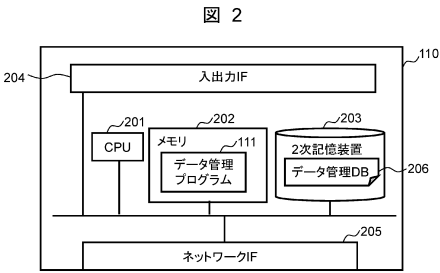 図 2
110
204
入出力IF
201
202
203
CPU
メモリ
111
データ管理
プログラム
2次記憶装置
データ管理DB
206
205
ネットワークIF